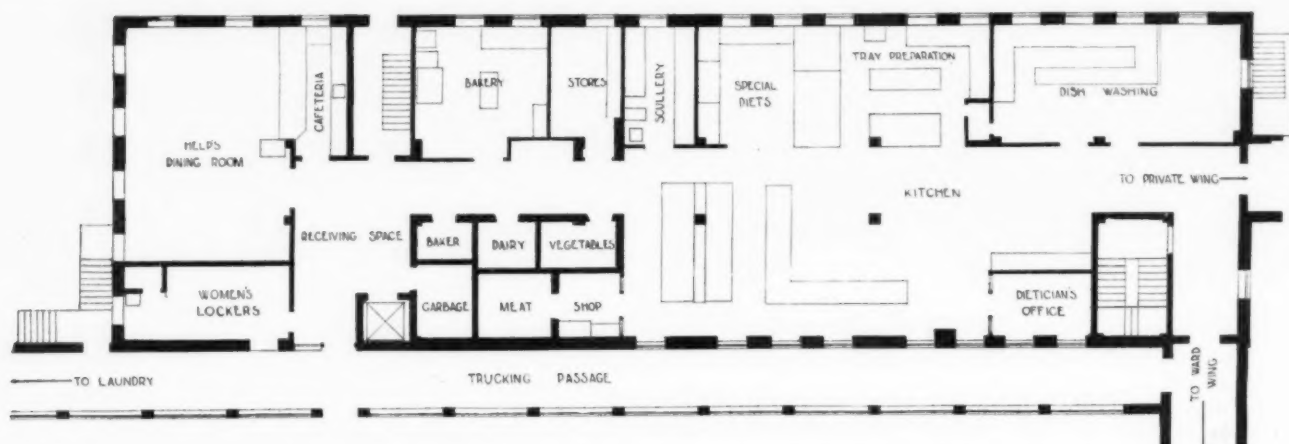 HELP'S
DINING ROOM
CAFETERIA
BAKERY
STORES
SCULLERY
SPECIAL
DIETS
TRAY PREPARATION
DISH WASHING
TO PRIVATE WING
KITCHEN
RECEIVING SPACE
BAKER
DAIRY
VEGETABLES
WOMEN'S
LOCKERS
GARBAGE
MEAT
SHOP
DIETICIAN'S
OFFICE
TO LAUNDRY
TRUCKING PASSAGE
TO WARD
WING